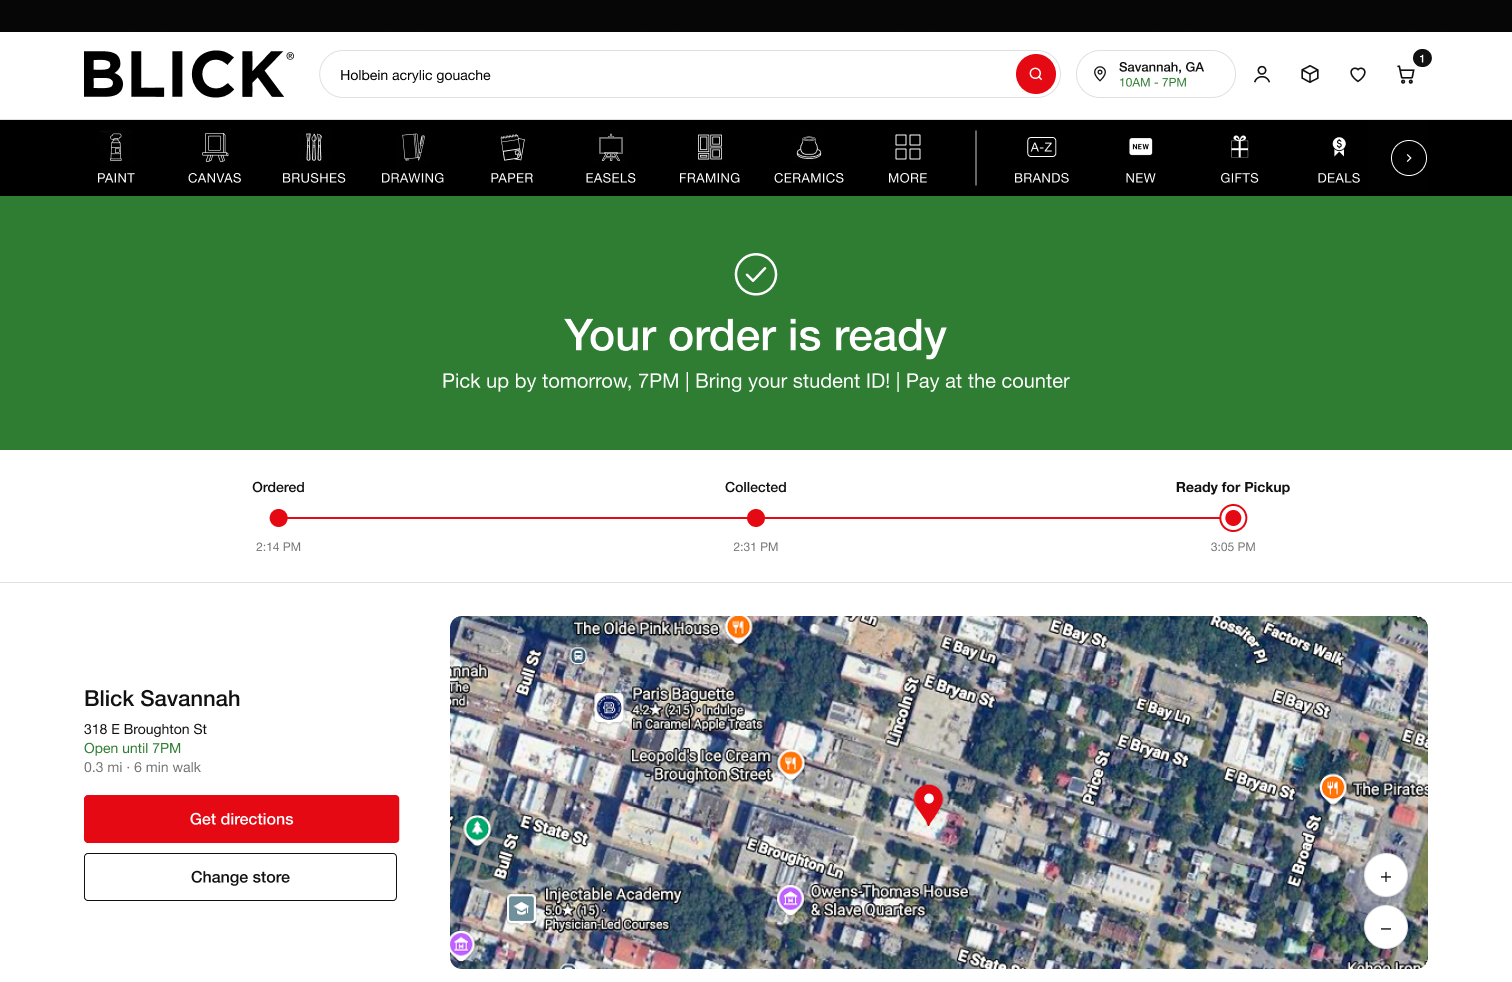 BLICK®
Holbein acrylic gouache
Savannah, GA
10AM - 7PM
1
PAINT
CANVAS
BRUSHES
DRAWING
PAPER
EASELS
FRAMING
CERAMICS
MORE
A-Z
BRANDS
NEW
NEW
GIFTS
$
DEALS
Your order is ready
Pick up by tomorrow, 7PM | Bring your student ID! | Pay at the counter
Ordered
Collected
Ready for Pickup
2:14 PM
2:31 PM
3:05 PM
Blick Savannah
318 E Broughton St
Open until 7PM
0.3 mi · 6 min walk
Get directions
Change store
The Olde Pink House
Bull St
Paris Baguette
4.2★ (215) · Indulge
in Caramel Apple Treats
Leopold's Ice Cream
- Broughton Street
Lincoln St
E Bay Ln
E Bryan St
E Bay St
Rossiter Pl
Factors Walk
E Bay Ln
E Bay St
E Bryan St
Price St
E Bryan St
The Pirates
E Broad St
E State St
Bull St
E Broughton Ln
Injectable Academy
5.0★ (15) ·
Physician-Led Courses
Owens-Thomas House
& Slave Quarters
E State S
+
−